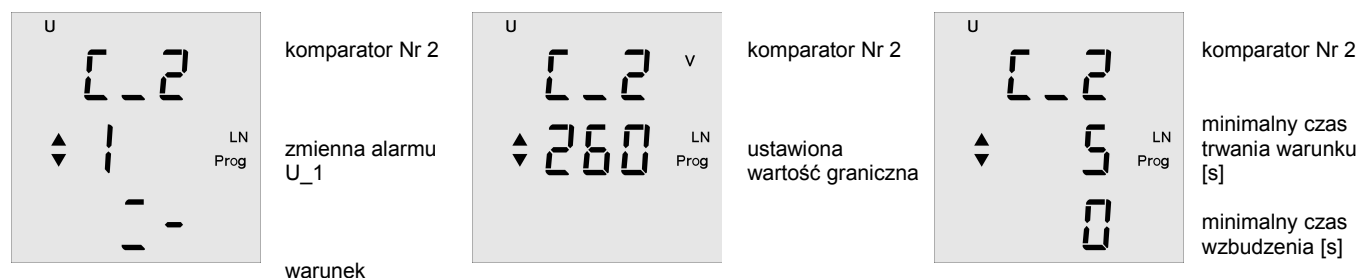 U
C_2
1
LN
Prog
komparator Nr 2
zmienna alarmu
U_1
warunek
U
C_2
V
260
LN
Prog
komparator Nr 2
ustawiona
wartość graniczna
U
C_2
5
LN
Prog
0
komparator Nr 2
minimalny czas
trwania warunku
[s]
minimalny czas
wzbudzenia [s]